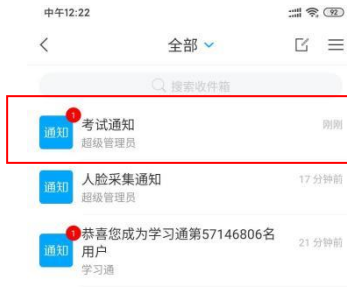 中午12:22
92
全部
搜索收件箱
1
通知
考试通知
刚刚
超级管理员
通知
人脸采集通知
17 分钟前
超级管理员
1
通知
恭喜您成为学习通第57146806名
用户
21 分钟前
学习通